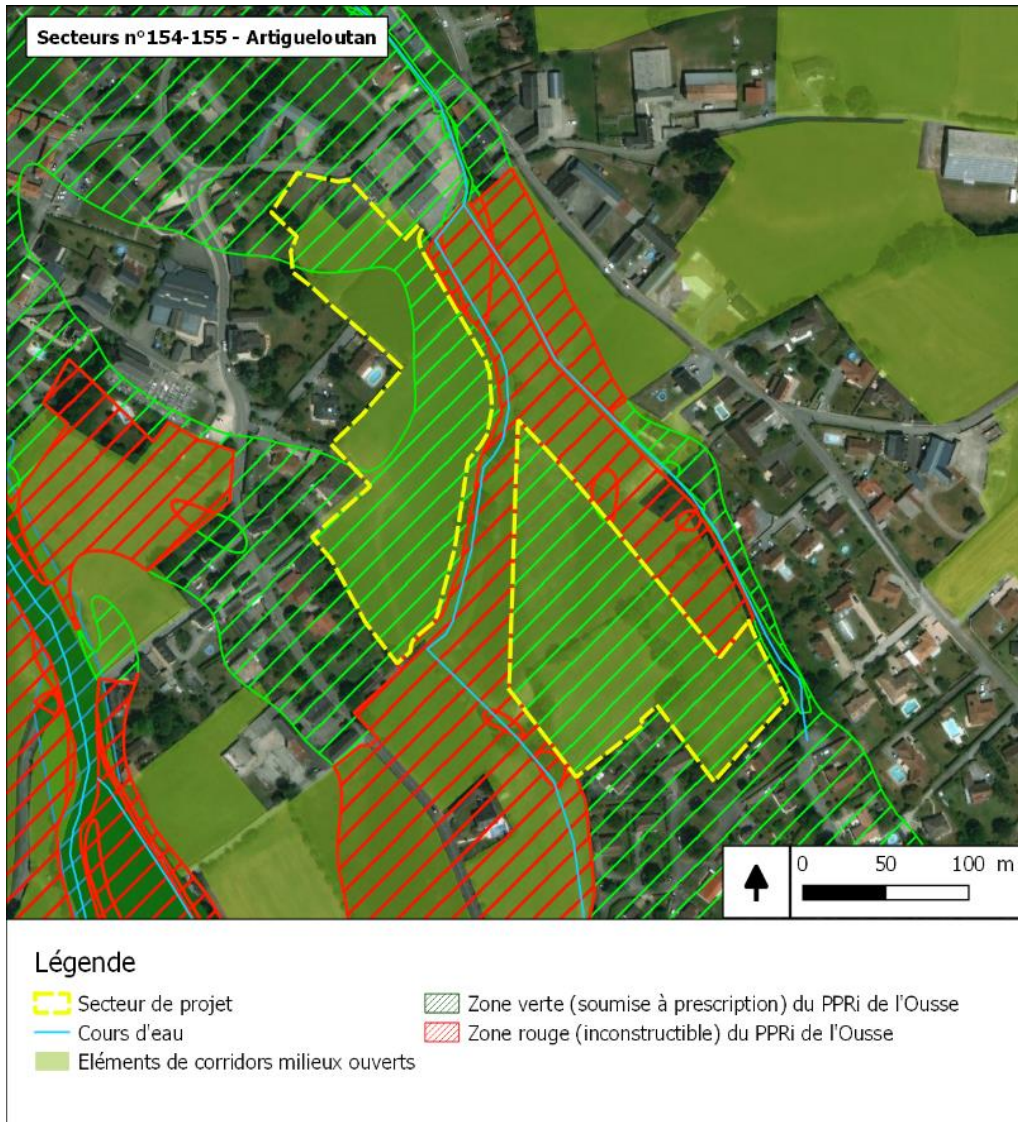 Secteurs n°154-155 - Artigueloutan
0 50 100 m
Légende
Secteur de projet
Cours d'eau
Eléments de corridors milieux ouverts
Zone verte (soumise à prescription) du PPRi de l'Ousse
Zone rouge (inconstructible) du PPRi de l'Ousse